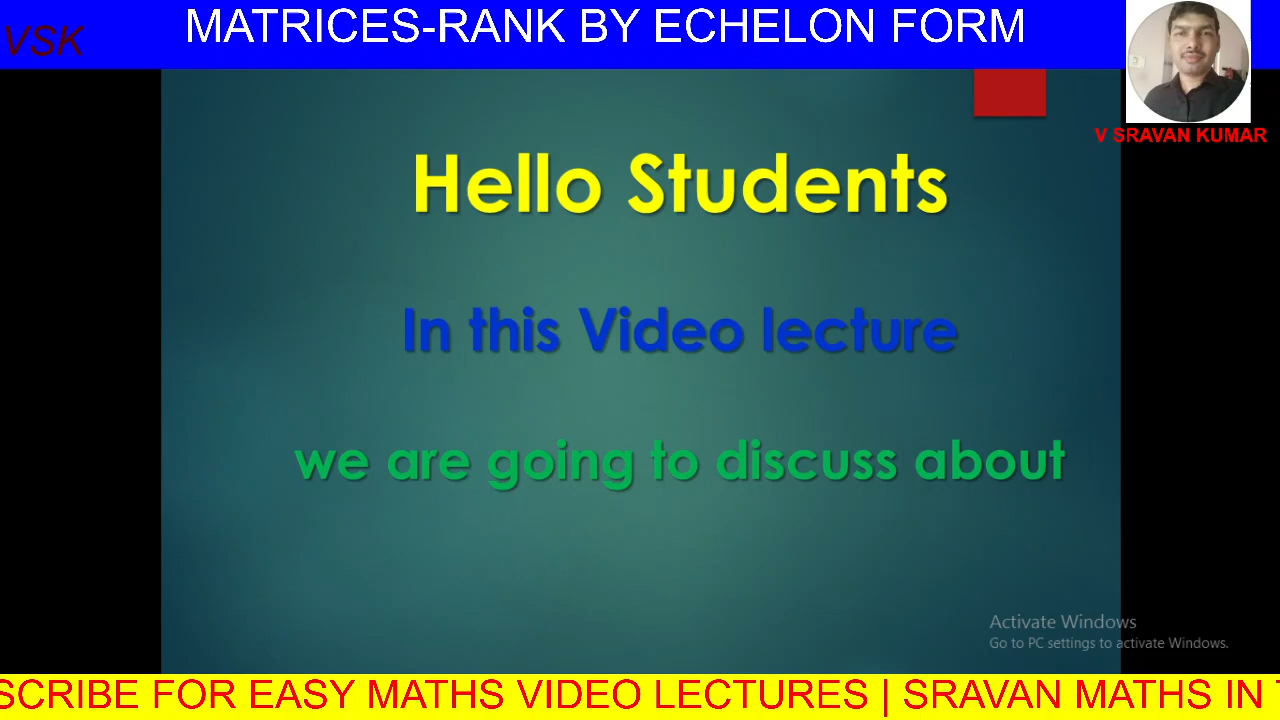 VSK
MATRICES-RANK BY ECHELON FORM
V SRAVAN KUMAR
Hello Students
In this Video lecture
we are going to discuss about
Activate Windows
Go to PC settings to activate Windows.
SCRIBE FOR EASY MATHS VIDEO LECTURES | SRAVAN MATHS IN